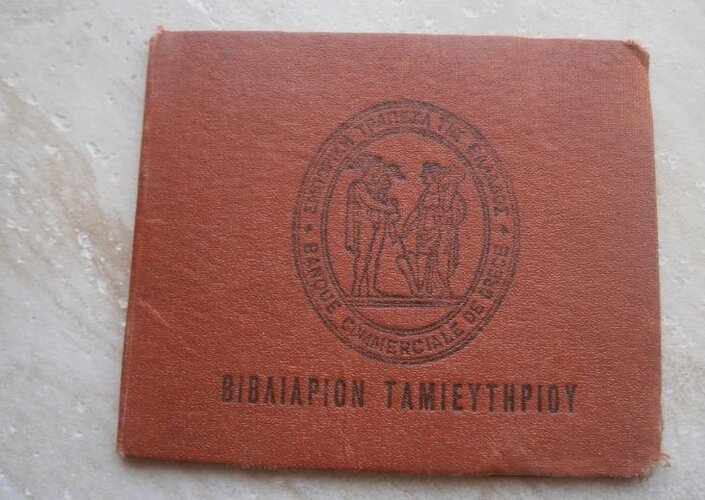 ΕΜΠΟΡΙΚΗ ΤΡΑΠΕΖΑ ΤΗΣ ΕΛΛΑΔΟΣ
BANQUE COMMERCIALE DE GRECE
ΒΙΒΛΙΑΡΙΟΝ ΤΑΜΙΕΥΤΗΡΙΟΥ